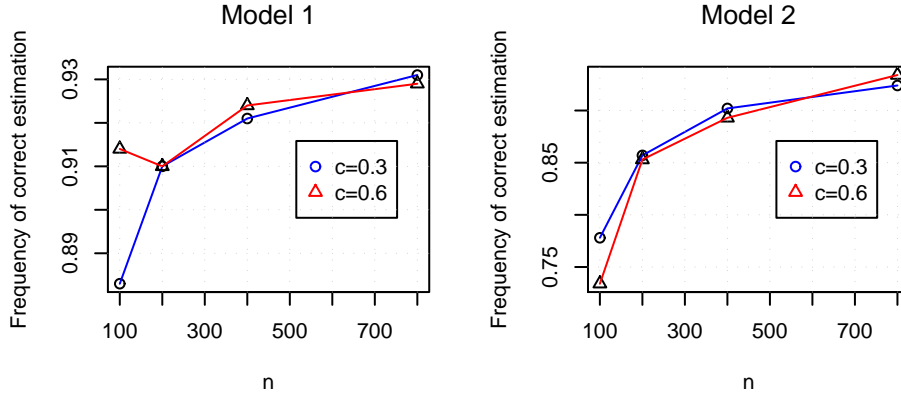 Model 1
Frequency of correct estimation
0.93
0.91
0.89
c=0.3
c=0.6
100 300 500 700
n
Model 2
Frequency of correct estimation
0.85
0.75
c=0.3
c=0.6
100 300 500 700
n